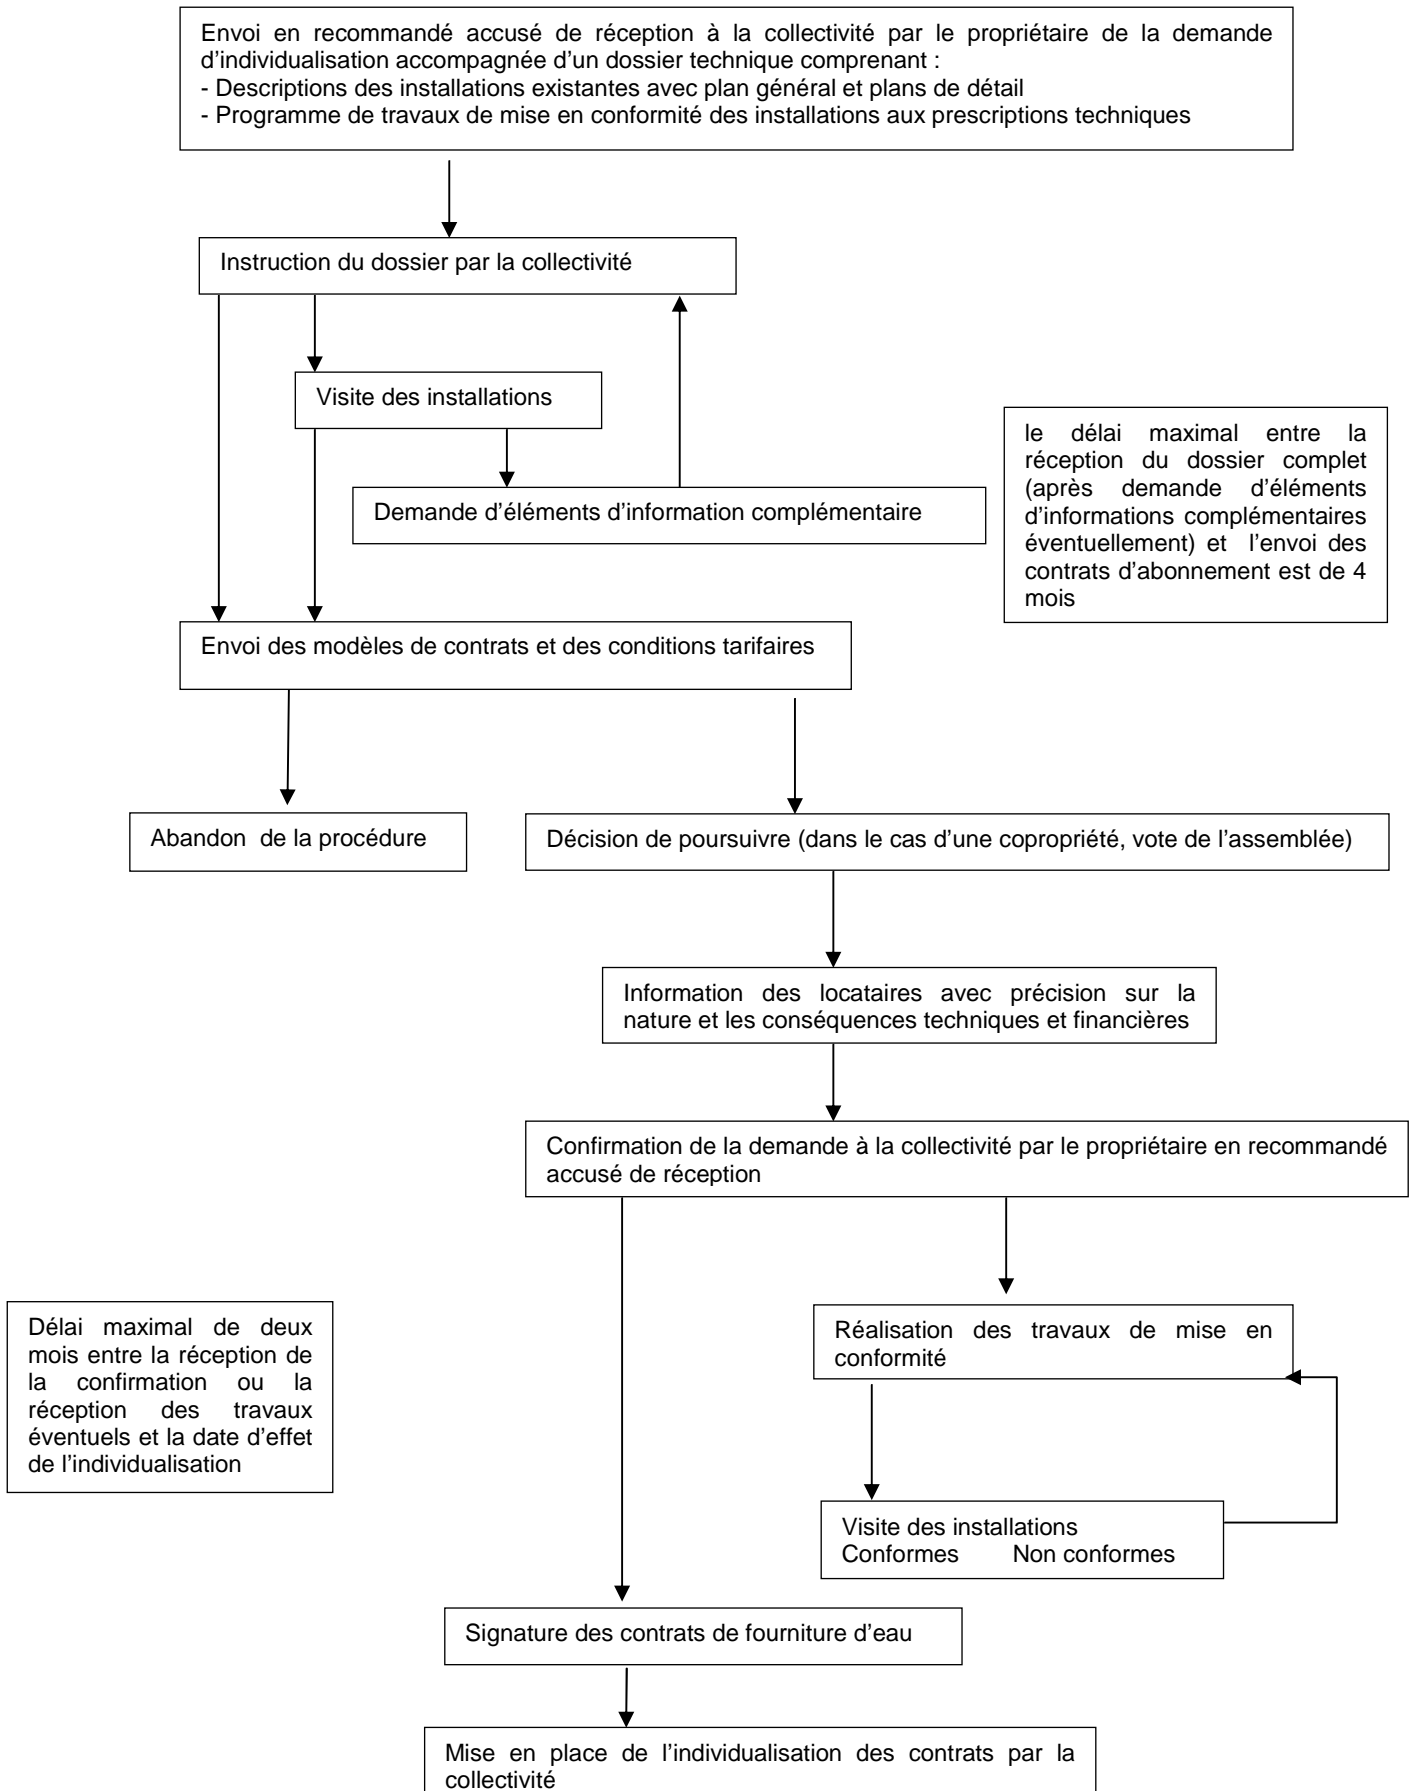 Envoi en recommandé accusé de réception à la collectivité par le propriétaire de la demande
d’individualisation accompagnée d’un dossier technique comprenant :
- Descriptions des installations existantes avec plan général et plans de détail
- Programme de travaux de mise en conformité des installations aux prescriptions techniques
Instruction du dossier par la collectivité
Visite des installations
Demande d’éléments d’information complémentaire
le délai maximal entre la
réception du dossier complet
(après demande d’éléments
d’informations complémentaires
éventuellement) et l’envoi des
contrats d’abonnement est de 4
mois
Envoi des modèles de contrats et des conditions tarifaires
Abandon de la procédure
Décision de poursuivre (dans le cas d’une copropriété, vote de l’assemblée)
Information des locataires avec précision sur la
nature et les conséquences techniques et financières
Confirmation de la demande à la collectivité par le propriétaire en recommandé
accusé de réception
Délai maximal de deux
mois entre la réception de
la confirmation ou la
réception des travaux
éventuels et la date d’effet
de l’individualisation
Réalisation des travaux de mise en
conformité
Visite des installations
Conformes Non conformes
Signature des contrats de fourniture d’eau
Mise en place de l’individualisation des contrats par la
collectivité